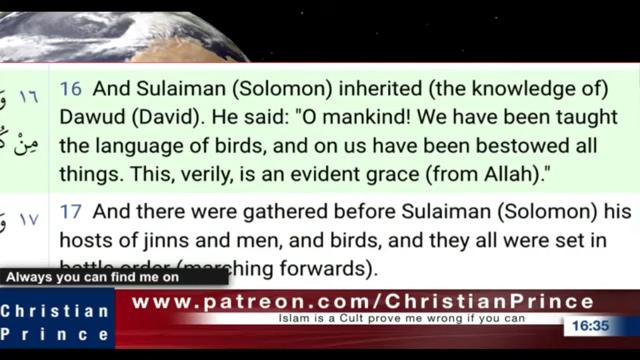 ١٦ 16 And Sulaiman (Solomon) inherited (the knowledge of)
Dawud (David). He said: "O mankind! We have been taught
the language of birds, and on us have been bestowed all
things. This, verily, is an evident grace (from Allah)."
١٧ 17 And there were gathered before Sulaiman (Solomon) his
hosts of jinns and men, and birds, and they all were set in
battle order (marching forwards).
Always you can find me on
Christian
Prince
www.patreon.com/ChristianPrince
Islam is a Cult prove me wrong if you can
16:35